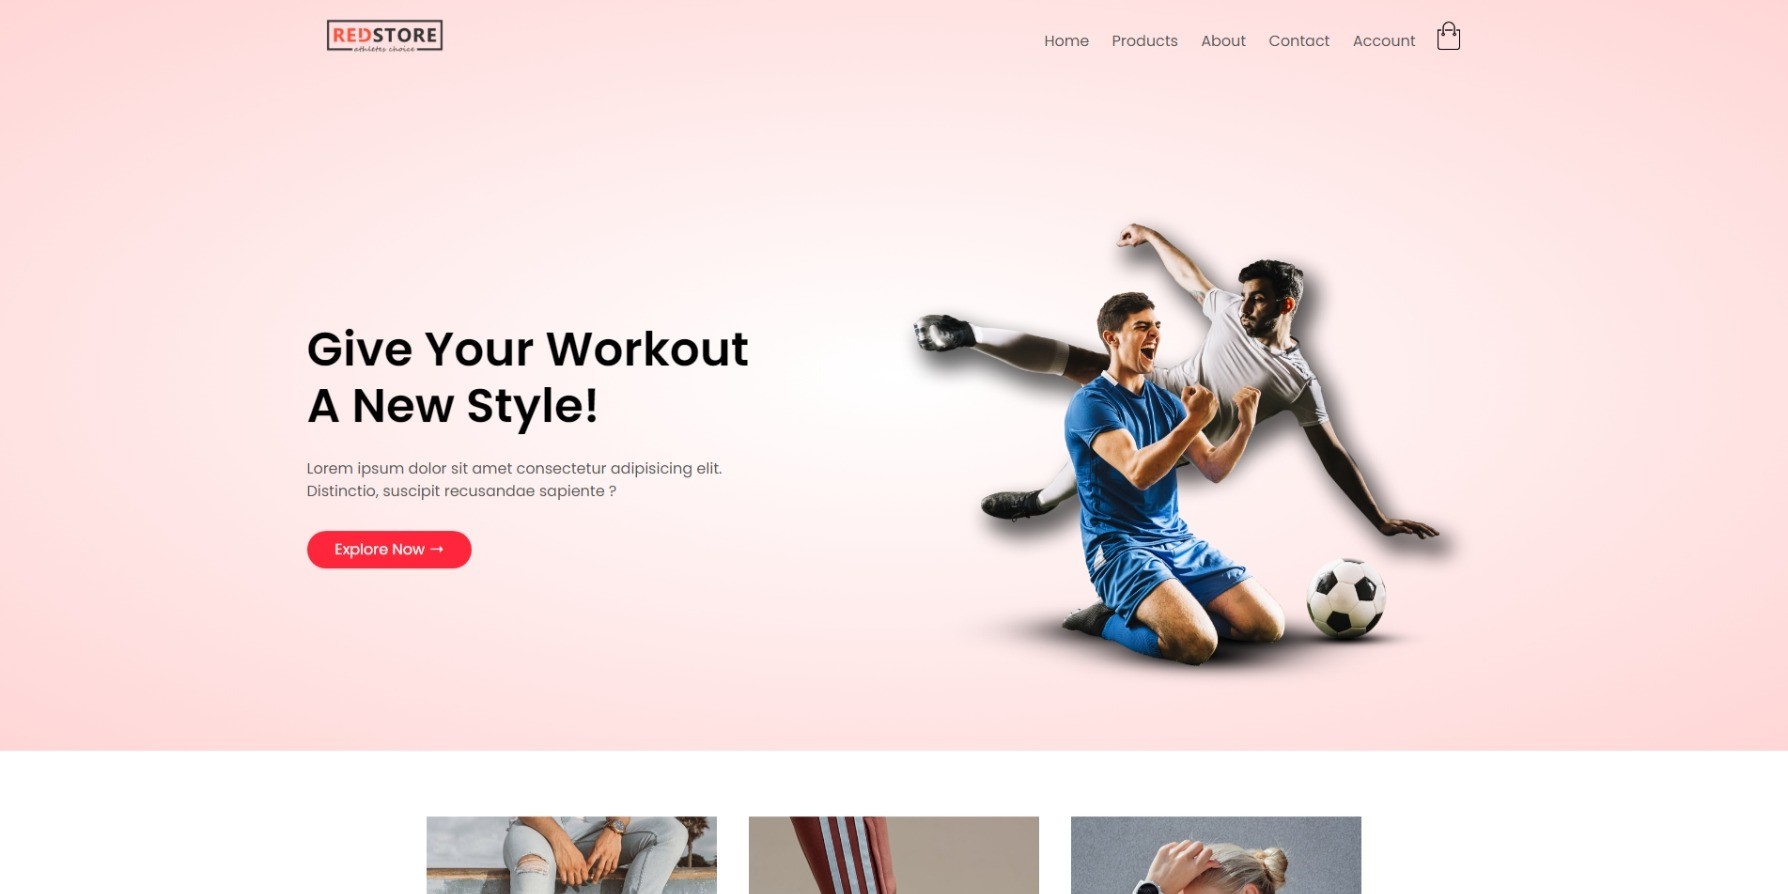 REDSTORE
athletes choice
Home Products About Contact Account
Give Your Workout
A New Style!
Lorem ipsum dolor sit amet consectetur adipisicing elit.
Distinctio, suscipit recusandae sapiente ?
Explore Now →